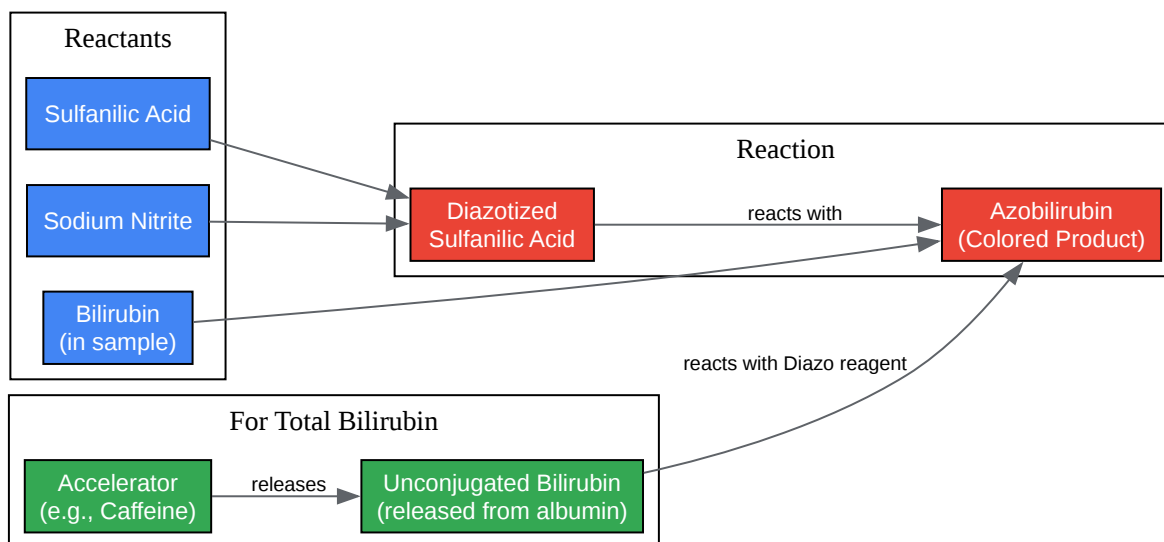 Reactants
Sulfanilic Acid
Sodium Nitrite
Bilirubin
(in sample)
Reaction
Diazotized
Sulfanilic Acid
reacts with
Azobilirubin
(Colored Product)
reacts with Diazo reagent
For Total Bilirubin
Accelerator
(e.g., Caffeine)
releases
Unconjugated Bilirubin
(released from albumin)